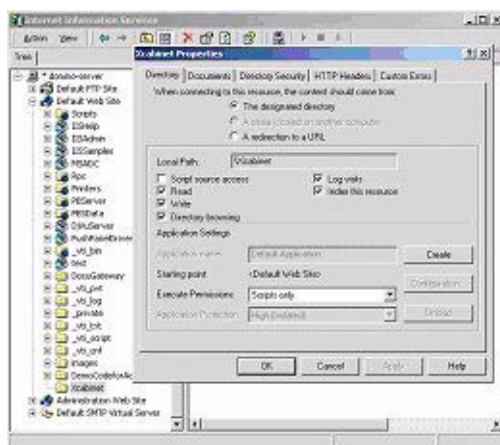 Internet Information Services
Action View
Tree
* domino-server
Default FTP Site
Default Web Site
Scripts
IISHelp
IISAdmin
IISSamples
MSADC
Rpc
Printers
PBServer
PBSData
_vti_bin
test
DocuGateway
_vti_pvt
_vti_log
_private
_vti_txt
_vti_script
_vti_cnf
images
Xcabinet
Administration Web Site
Default SMTP Virtual Server
Xcabinet Properties
Directory Documents Directory Security HTTP Headers Custom Errors
When connecting to this resource, the content should come from:
The designated directory
A share located on another computer
A redirection to a URL
Local Path: \Xcabinet
Script source access Log visits
Read Index this resource
Write
Directory browsing
Application Settings
Application name: Default Application Create
Starting point: <Default Web Site> Configuration...
Execute Permissions: Scripts only
Application Protection: High (Isolated) Unload
OK Cancel Apply Help